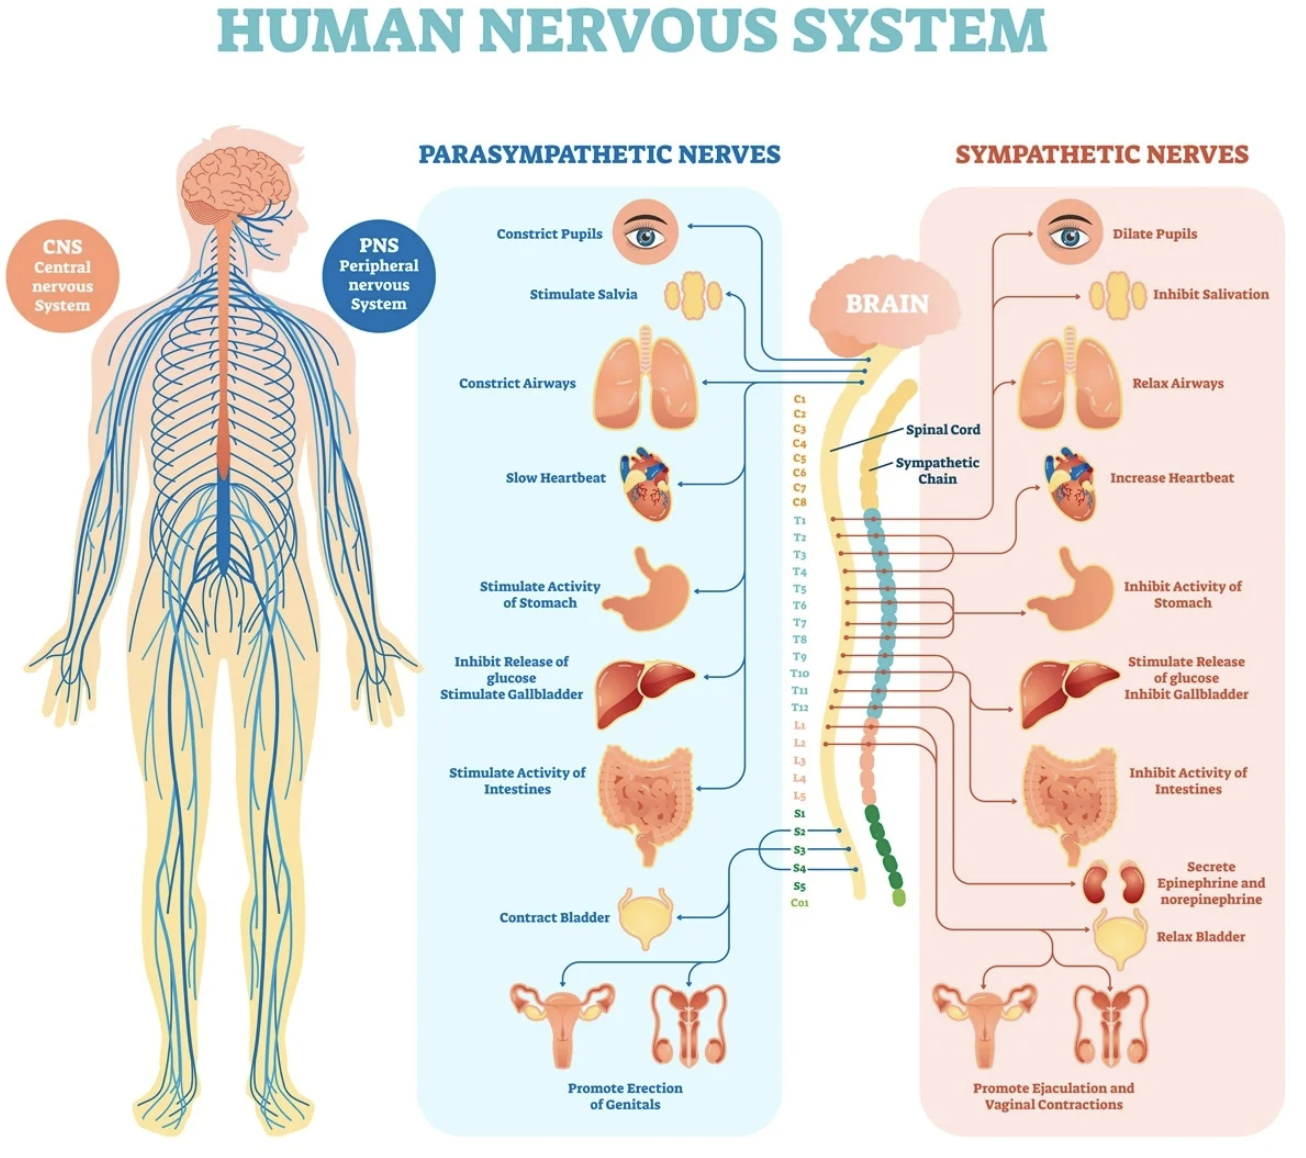 HUMAN NERVOUS SYSTEM
CNS
Central
nervous
System
PNS
Peripheral
nervous
System
PARASYMPATHETIC NERVES
Constrict Pupils
Stimulate Salvia
Constrict Airways
Slow Heartbeat
Stimulate Activity
of Stomach
Inhibit Release of
glucose
Stimulate Gallbladder
Stimulate Activity of
Intestines
Contract Bladder
Promote Erection
of Genitals
BRAIN
Spinal Cord
Sympathetic
Chain
C1
C2
C3
C4
C5
C6
C7
C8
T1
T2
T3
T4
T5
T6
T7
T8
T9
T10
T11
T12
L1
L2
L3
L4
L5
S1
S2
S3
S4
S5
Co1
SYMPATHETIC NERVES
Dilate Pupils
Inhibit Salivation
Relax Airways
Increase Heartbeat
Inhibit Activity of
Stomach
Stimulate Release
of glucose
Inhibit Gallbladder
Inhibit Activity of
Intestines
Secrete
Epinephrine and
norepinephrine
Relax Bladder
Promote Ejaculation and
Vaginal Contractions